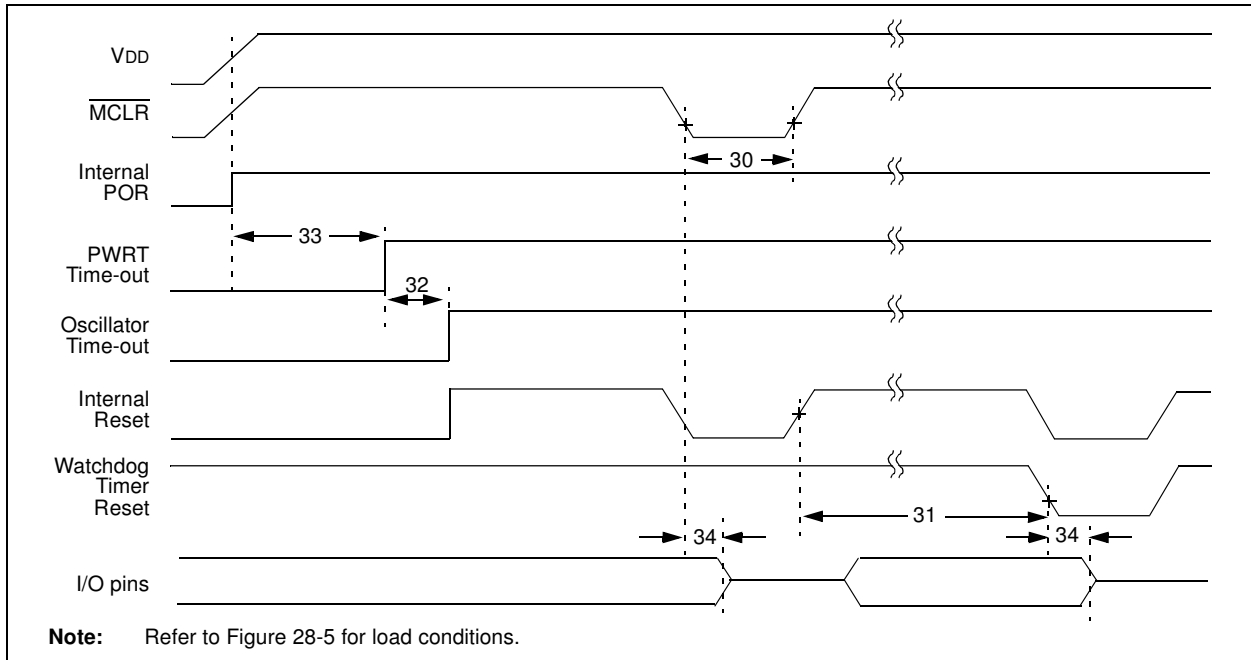 VDD
MCLR
30
Internal
POR
33
PWRT
Time-out
32
Oscillator
Time-out
Internal
Reset
Watchdog
Timer
Reset
31
34
34
I/O pins
Note: Refer to Figure 28-5 for load conditions.